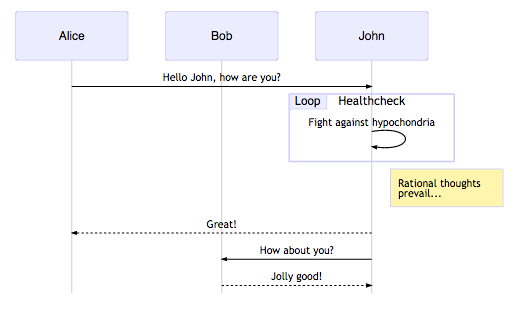 Alice
Bob
John
Hello John, how are you?
Loop
Healthcheck
Fight against hypochondria
Rational thoughts
prevail...
Great!
How about you?
Jolly good!